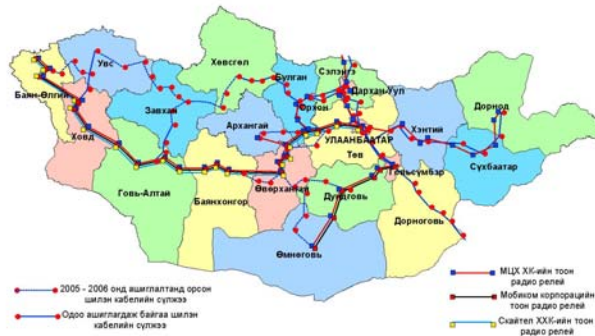 Увс
Хөвсгөл
Баян-Өлгий
Завхан
Булган
Сэлэнгэ
Дархан-Уул
Орхон
Дорнод
Ховд
Архангай
УЛААНБААТАР
Хэнтий
Төв
Сүхбаатар
Говь-Алтай
Баянхонгор
Өвөрхангай
Говьсүмбэр
Дундговь
Дорноговь
Өмнөговь
2005 - 2006 онд ашиглалтанд орсон
шилэн кабелийн сүлжээ
Одоо ашиглагдаж байгаа шилэн
кабелийн сүлжээ
МЦХ ХК-ийн тоон
радио релей
Мобиком корпорацийн
тоон радио релей
Скайтел ХХК-ийн тоон
радио релей